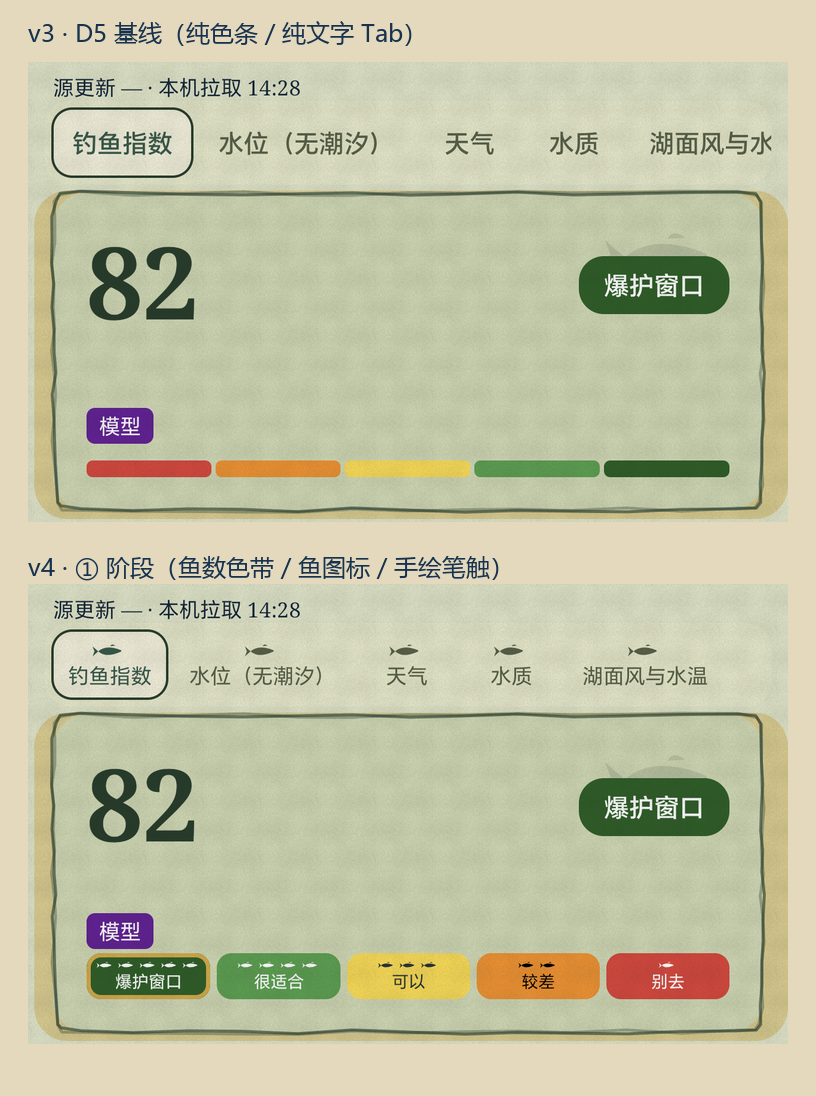 v3 · D5 基线（纯色条 / 纯文字 Tab）
源更新 — · 本机拉取 14:28
钓鱼指数 水位（无潮汐） 天气 水质 湖面风与水
82
爆护窗口
模型
v4 · ① 阶段（鱼数色带 / 鱼图标 / 手绘笔触）
源更新 — · 本机拉取 14:28
钓鱼指数 水位（无潮汐） 天气 水质 湖面风与水温
82
爆护窗口
模型
爆护窗口 很适合 可以 较差 别去